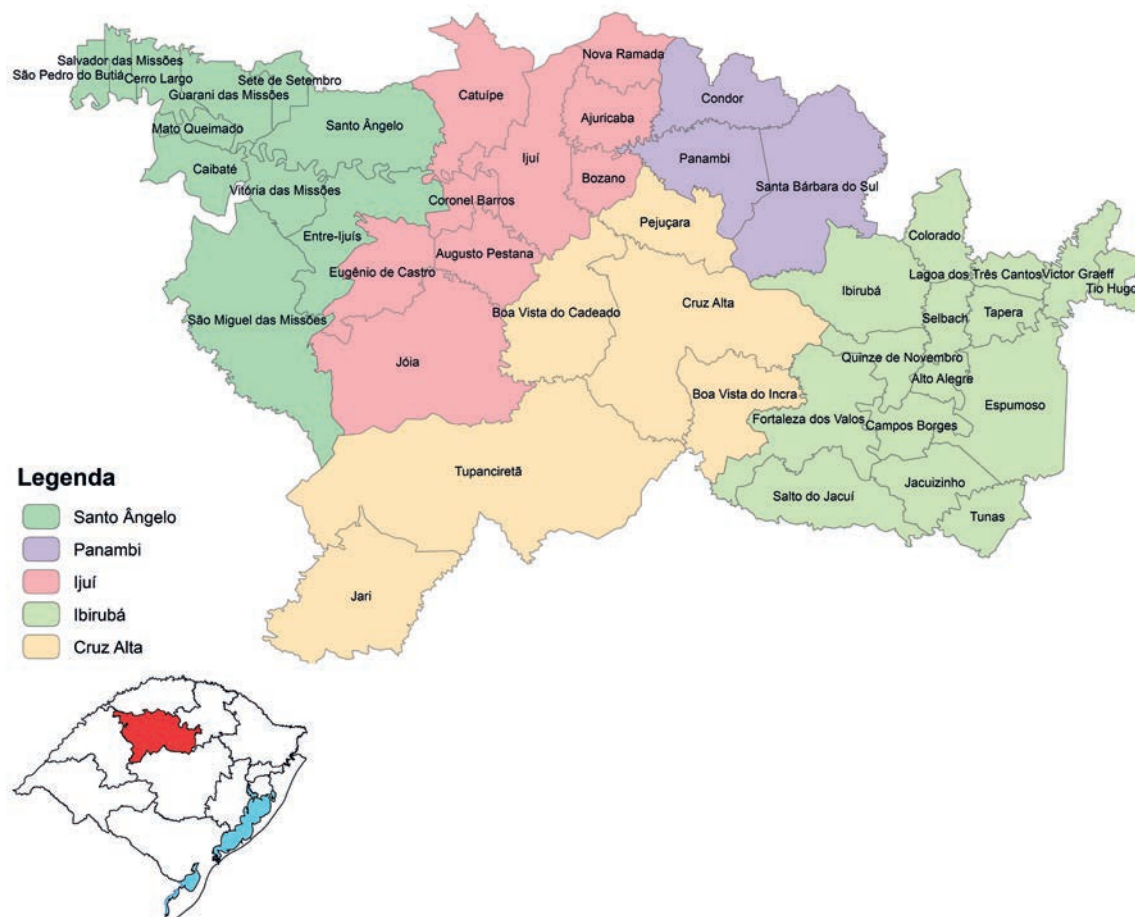 Nova Ramada
Salvador das Missões
São Pedro do Butiá
Cerro Largo
Sete de Setembro
Guarani das Missões
Catuípe
Condor
Mato Queimado
Santo Ângelo
Ajuricaba
Ijuí
Panambi
Caibaté
Bozano
Vitória das Missões
Santa Bárbara do Sul
Coronel Barros
Pejuçara
Entre-Ijuís
Colorado
Augusto Pestana
Eugênio de Castro
Lagoa dos Três Cantos
Victor Graeff
Ibirubá
Tio Hugo
Cruz Alta
Boa Vista do Cadeado
Selbach
Tapera
São Miguel das Missões
Jóia
Quinze de Novembro
Alto Alegre
Boa Vista do Incra
Espumoso
Fortaleza dos Valos
Campos Borges
Tupanciretã
Jacuizinho
Salto do Jacuí
Tunas
Jari
Legenda
Santo Ângelo
Panambi
Ijuí
Ibirubá
Cruz Alta